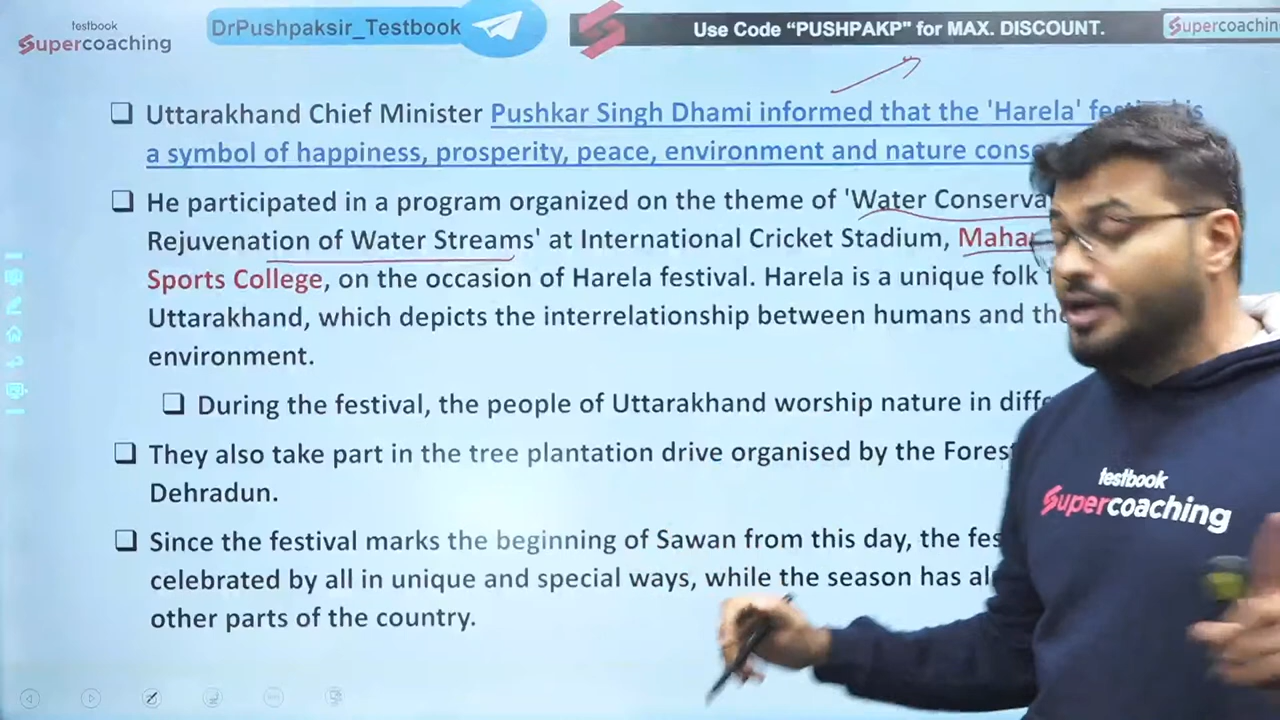 testbook
Supercoaching
DrPushpaksir_Testbook
Use Code “PUSHPAKP" for MAX. DISCOUNT.
Supercoachin
Uttarakhand Chief Minister Pushkar Singh Dhami informed that the 'Harela' is
a symbol of happiness, prosperity, peace, environment and nature
He participated in a program organized on the theme of 'Water
Rejuvenation of Water Streams' at International Cricket Stadium,
Sports College, on the occasion of Harela festival. Harela is a unique folk
Uttarakhand, which depicts the interrelationship between humans and
environment.
During the festival, the people of Uttarakhand worship nature in
They also take part in the tree plantation drive organised by the
Dehradun.
Since the festival marks the beginning of Sawan from this day, the
celebrated by all in unique and special ways, while the season has
other parts of the country.
testbook
Supercoaching